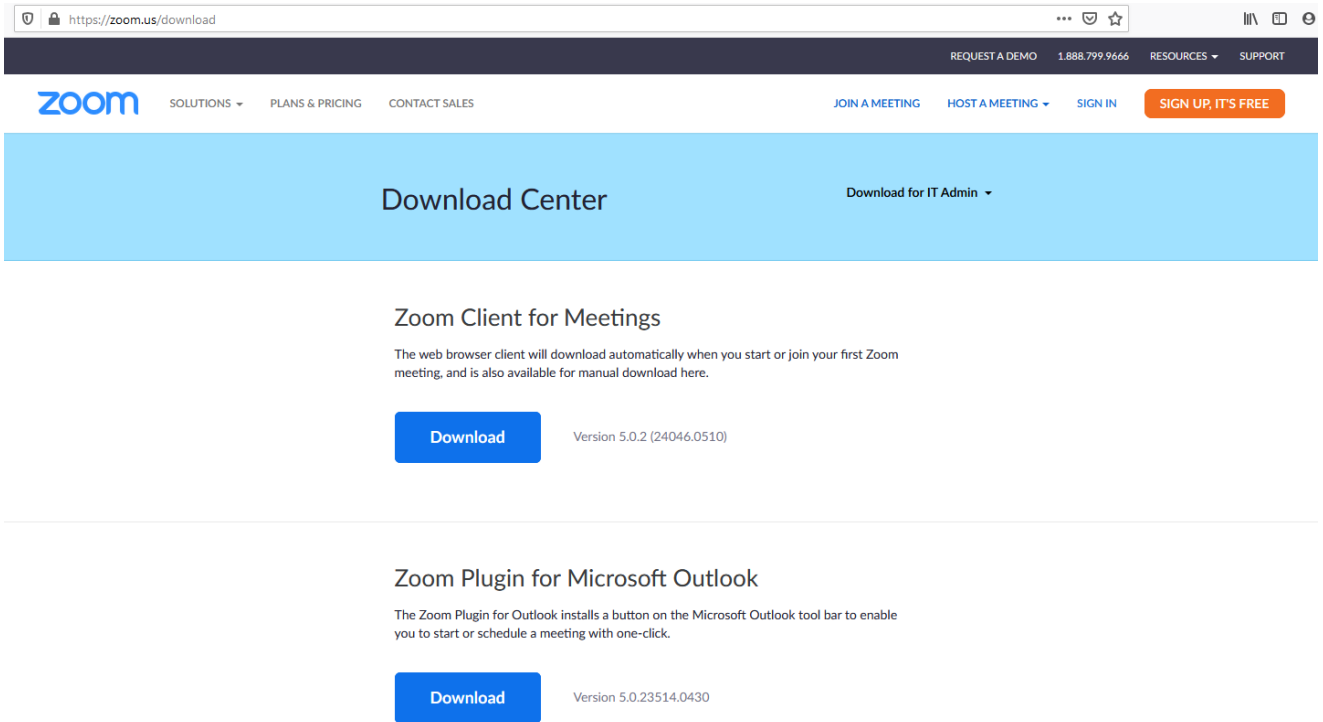 https://zoom.us/download
REQUEST A DEMO 1.888.799.9666 RESOURCES SUPPORT
zoom SOLUTIONS PLANS & PRICING CONTACT SALES JOIN A MEETING HOST A MEETING SIGN IN SIGN UP, IT'S FREE
Download Center
Download for IT Admin
Zoom Client for Meetings
The web browser client will download automatically when you start or join your first Zoom
meeting, and is also available for manual download here.
Download Version 5.0.2 (24046.0510)
Zoom Plugin for Microsoft Outlook
The Zoom Plugin for Outlook installs a button on the Microsoft Outlook tool bar to enable
you to start or schedule a meeting with one-click.
Download Version 5.0.23514.0430